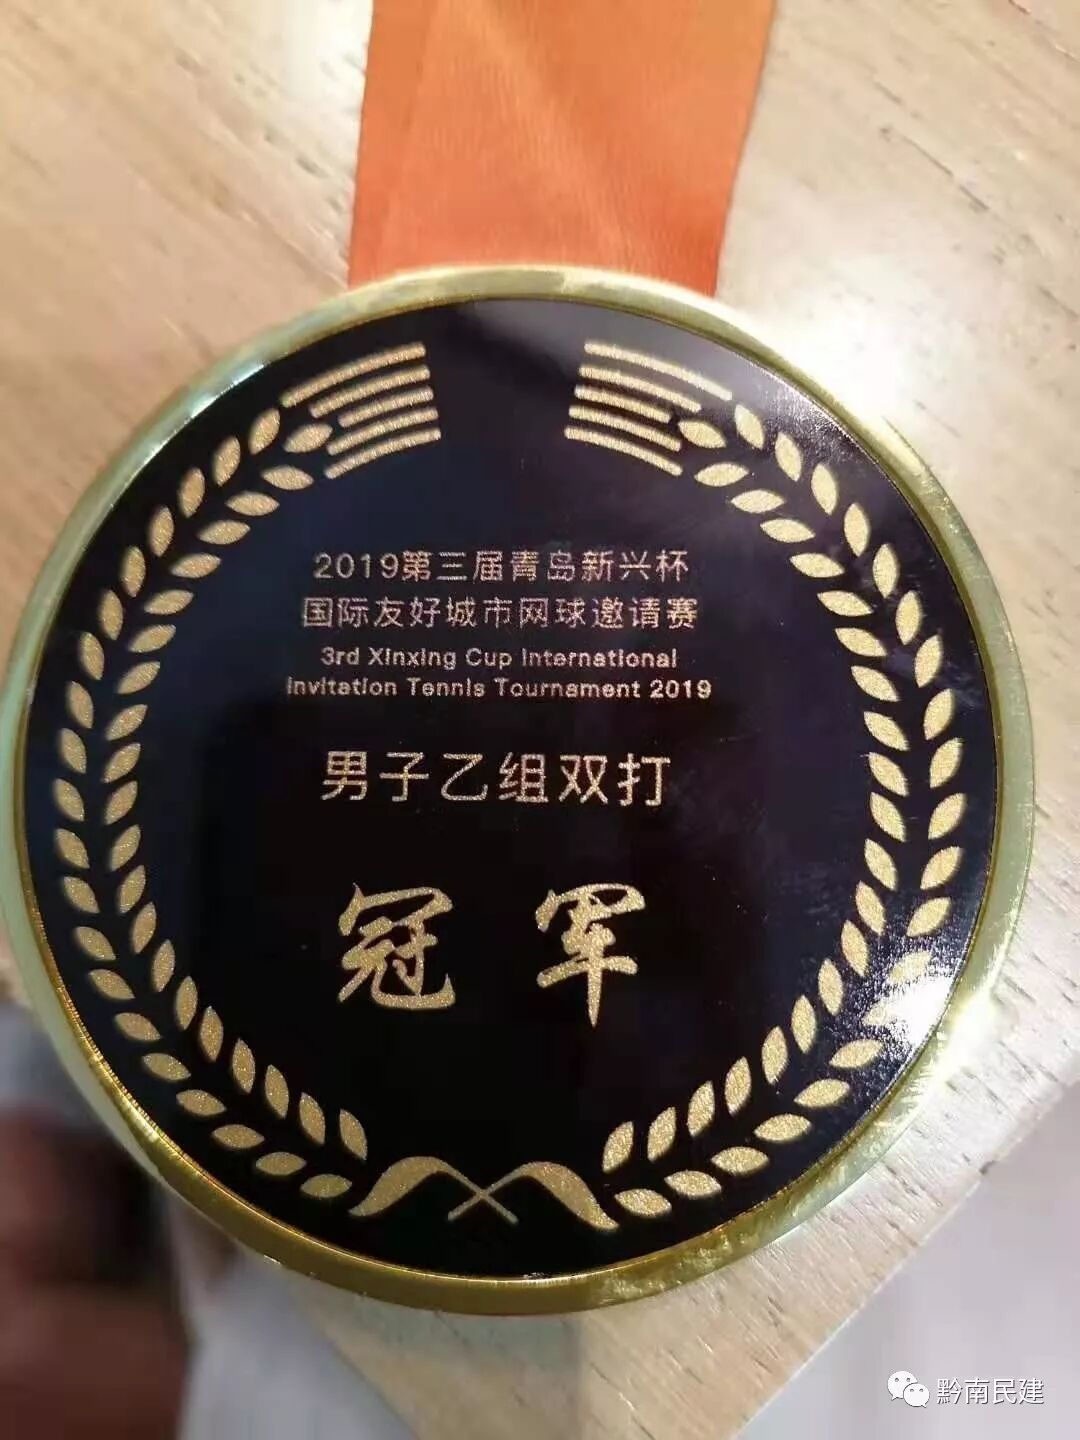 2019第三届青岛新兴杯
国际友好城市网球邀请赛
3rd Xinxing Cup International
Invitation Tennis Tournament 2019
男子乙组双打
冠军
黔南民建